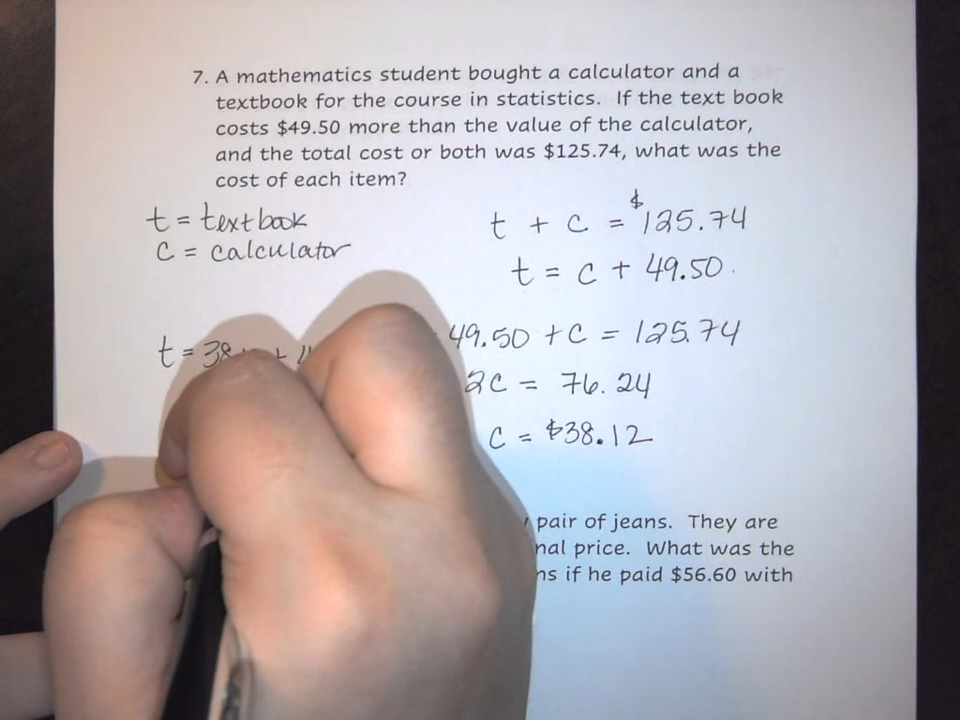 7. A mathematics student bought a calculator and a
textbook for the course in statistics. If the text book
costs $49.50 more than the value of the calculator,
and the total cost or both was $125.74, what was the
cost of each item?
t = textbook
c = calculator
t + c = $125.74
t = c + 49.50
49.50 + c = 125.74
2c = 76.24
c = $38.12
t = 38
pair of jeans. They are
price. What was the
if he paid $56.60 with